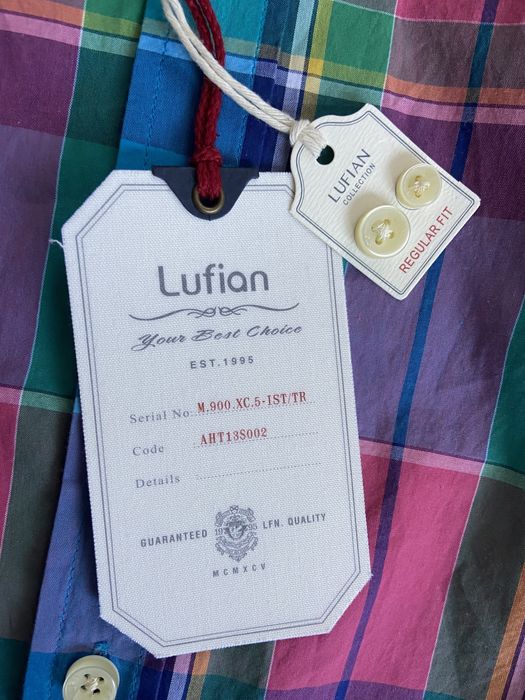 Lufian
Your Best Choice
EST.1995
Serial No: M.900.XC.5-IST/TR
Code AHT13S002
Details
GUARANTEED 1995 LFN. QUALITY
MCMXCV
LUFIAN
COLLECTION
REGULAR FIT